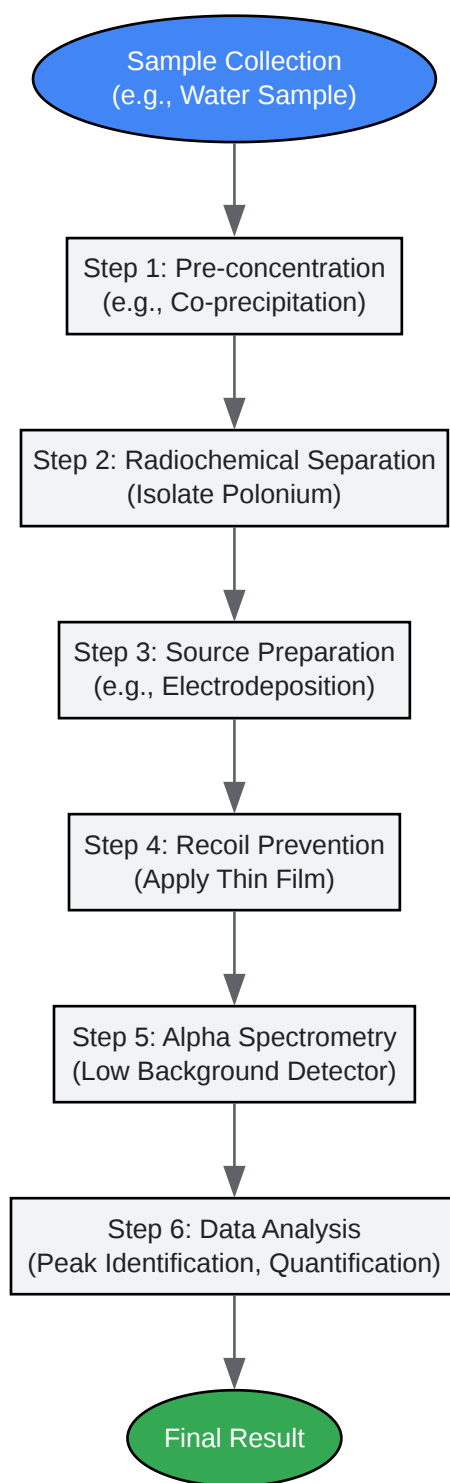 Sample Collection
(e.g., Water Sample)
Step 1: Pre-concentration
(e.g., Co-precipitation)
Step 2: Radiochemical Separation
(Isolate Polonium)
Step 3: Source Preparation
(e.g., Electrodeposition)
Step 4: Recoil Prevention
(Apply Thin Film)
Step 5: Alpha Spectrometry
(Low Background Detector)
Step 6: Data Analysis
(Peak Identification, Quantification)
Final Result